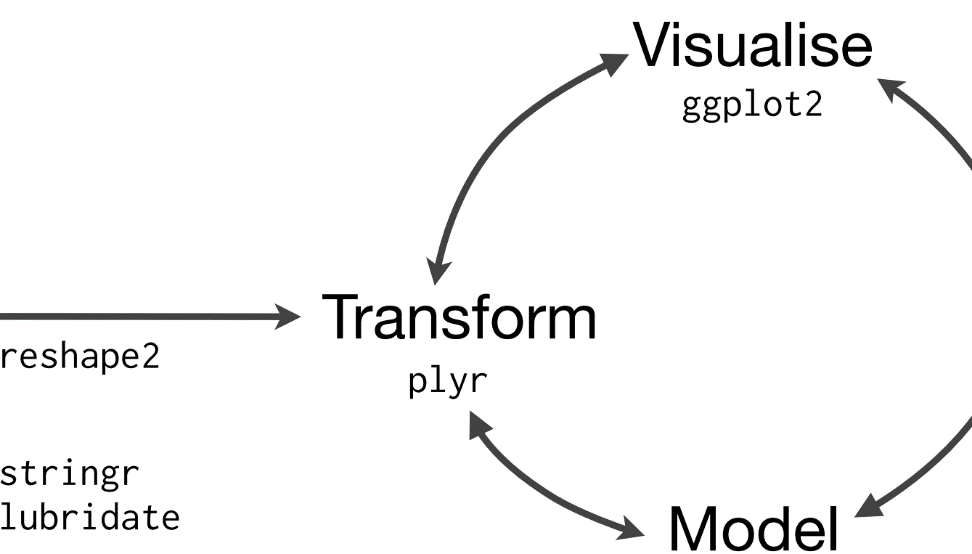 Visualise
ggplot2
Transform
reshape2
plyr
stringr
lubridate
Model